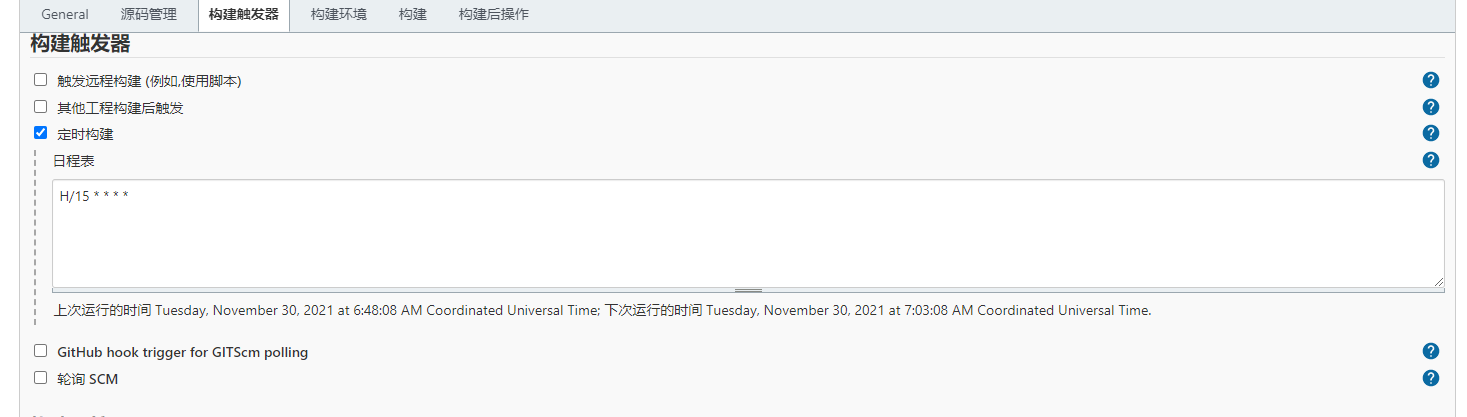 General 源码管理 构建触发器 构建环境 构建 构建后操作
构建触发器
触发远程构建 (例如,使用脚本)
?
其他工程构建后触发
?
定时构建
?
日程表
?
H/15 * * * *
上次运行的时间 Tuesday, November 30, 2021 at 6:48:08 AM Coordinated Universal Time; 下次运行的时间 Tuesday, November 30, 2021 at 7:03:08 AM Coordinated Universal Time.
GitHub hook trigger for GITScm polling
?
轮询 SCM
?